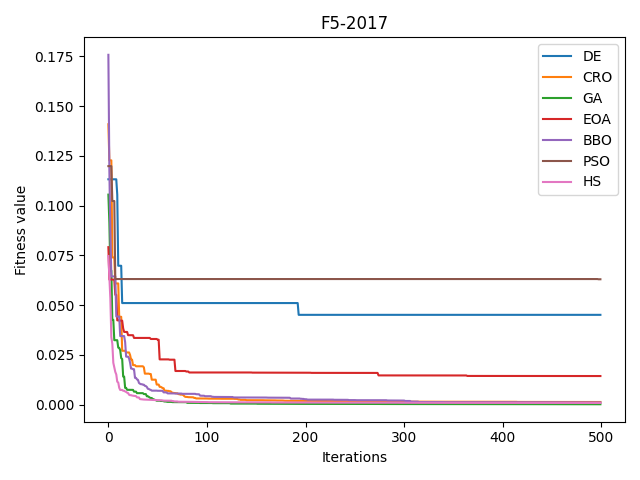 F5-2017
Fitness value
0.175
0.150
0.125
0.100
0.075
0.050
0.025
0.000
0
100
200
300
400
500
Iterations
DE
CRO
GA
EOA
BBO
PSO
HS